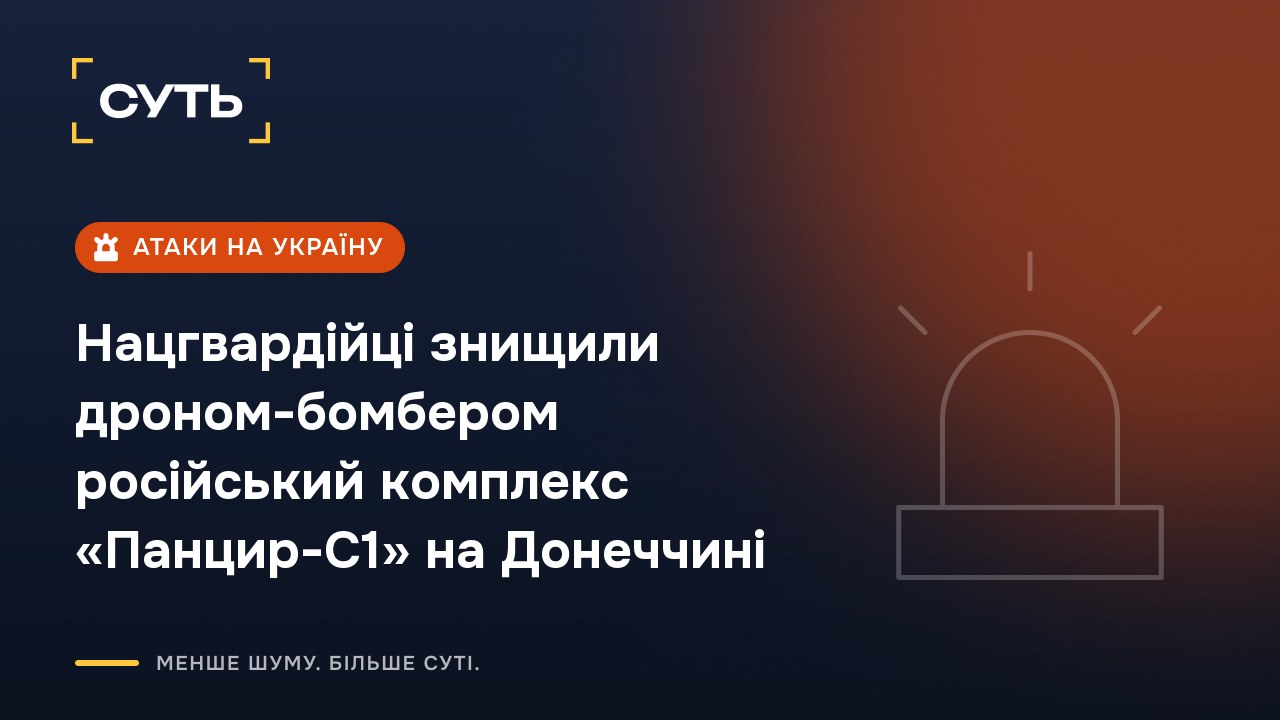 СУТЬ
АТАКИ НА УКРАЇНУ
Нацгвардійці знищили
дроном-бомбером
російський комплекс
«Панцир-С1» на Донеччині
МЕНШЕ ШУМУ. БІЛЬШЕ СУТІ.